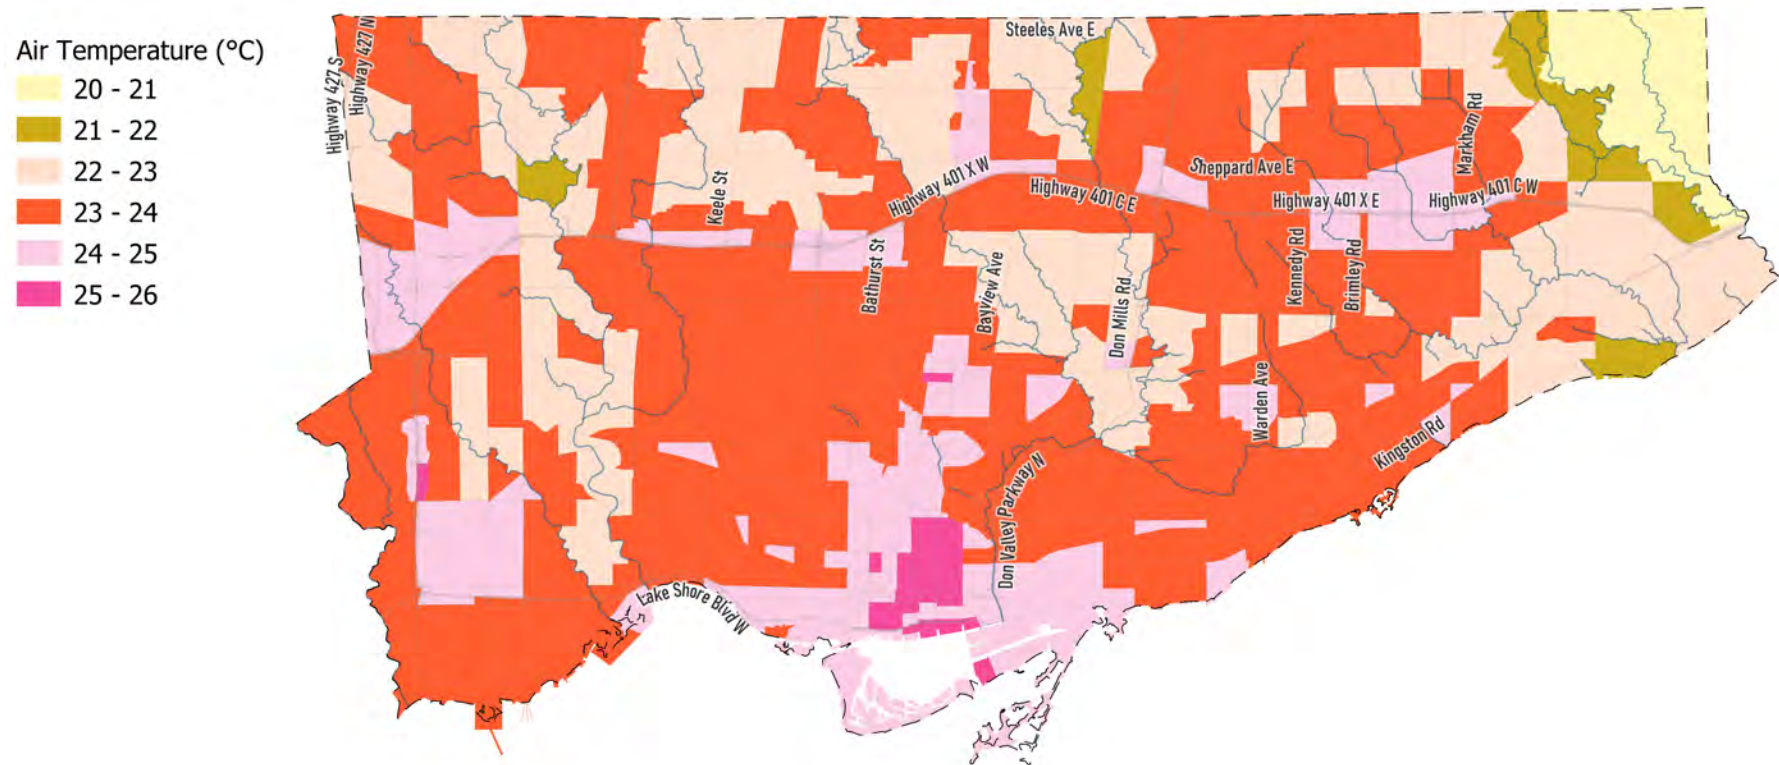 Air Temperature (°C)
20 - 21
21 - 22
22 - 23
23 - 24
24 - 25
25 - 26
Highway 427 S
Highway 427 N
Steeles Ave E
Markham Rd
Sheppard Ave E
Keele St
Highway 401 X W
Highway 401 C E
Highway 401 X E
Highway 401 C W
Bathurst St
Bayview Ave
Don Mills Rd
Kennedy Rd
Brimley Rd
Warden Ave
Kingston Rd
Don Valley Parkway N
Lake Shore Blvd W